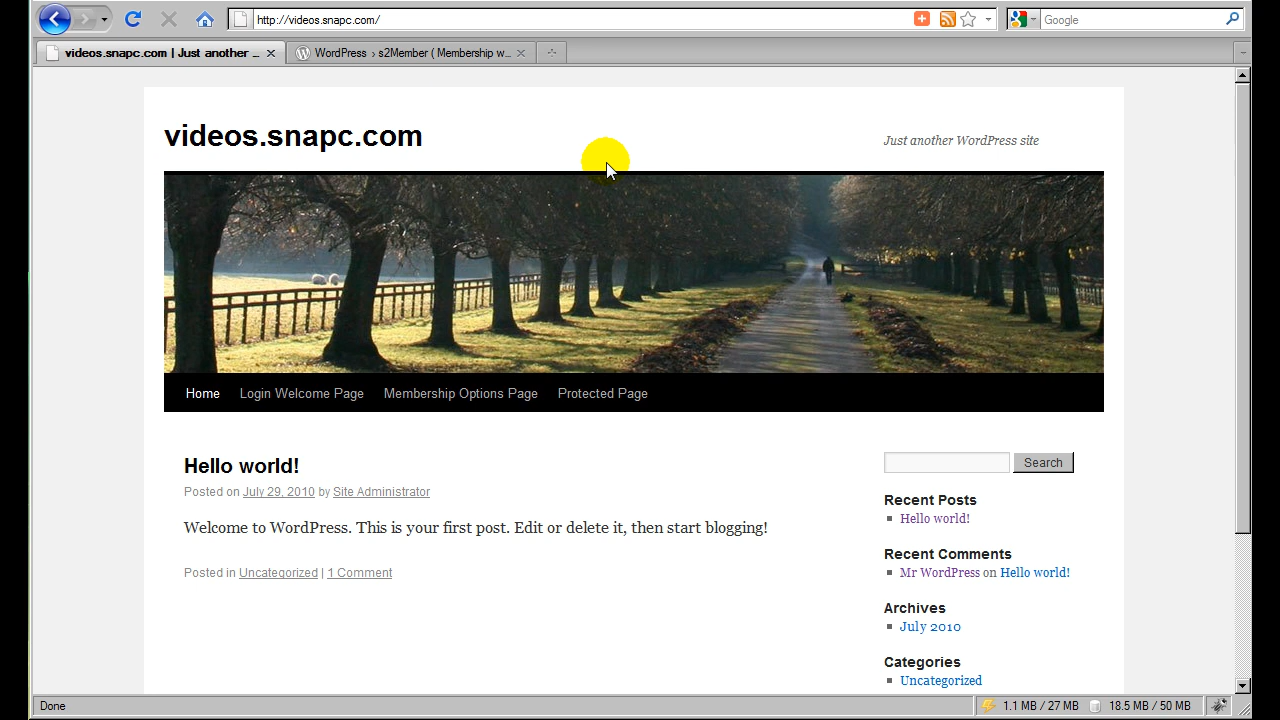 http://videos.snapc.com/
Google
videos.snapc.com | Just another ...
WordPress › s2Member ( Membership w...
videos.snapc.com
Just another WordPress site
Home
Login Welcome Page
Membership Options Page
Protected Page
Hello world!
Posted on July 29, 2010 by Site Administrator
Welcome to WordPress. This is your first post. Edit or delete it, then start blogging!
Posted in Uncategorized | 1 Comment
Search
Recent Posts
Hello world!
Recent Comments
Mr WordPress on Hello world!
Archives
July 2010
Categories
Uncategorized
Done
1.1 MB / 27 MB
18.5 MB / 50 MB